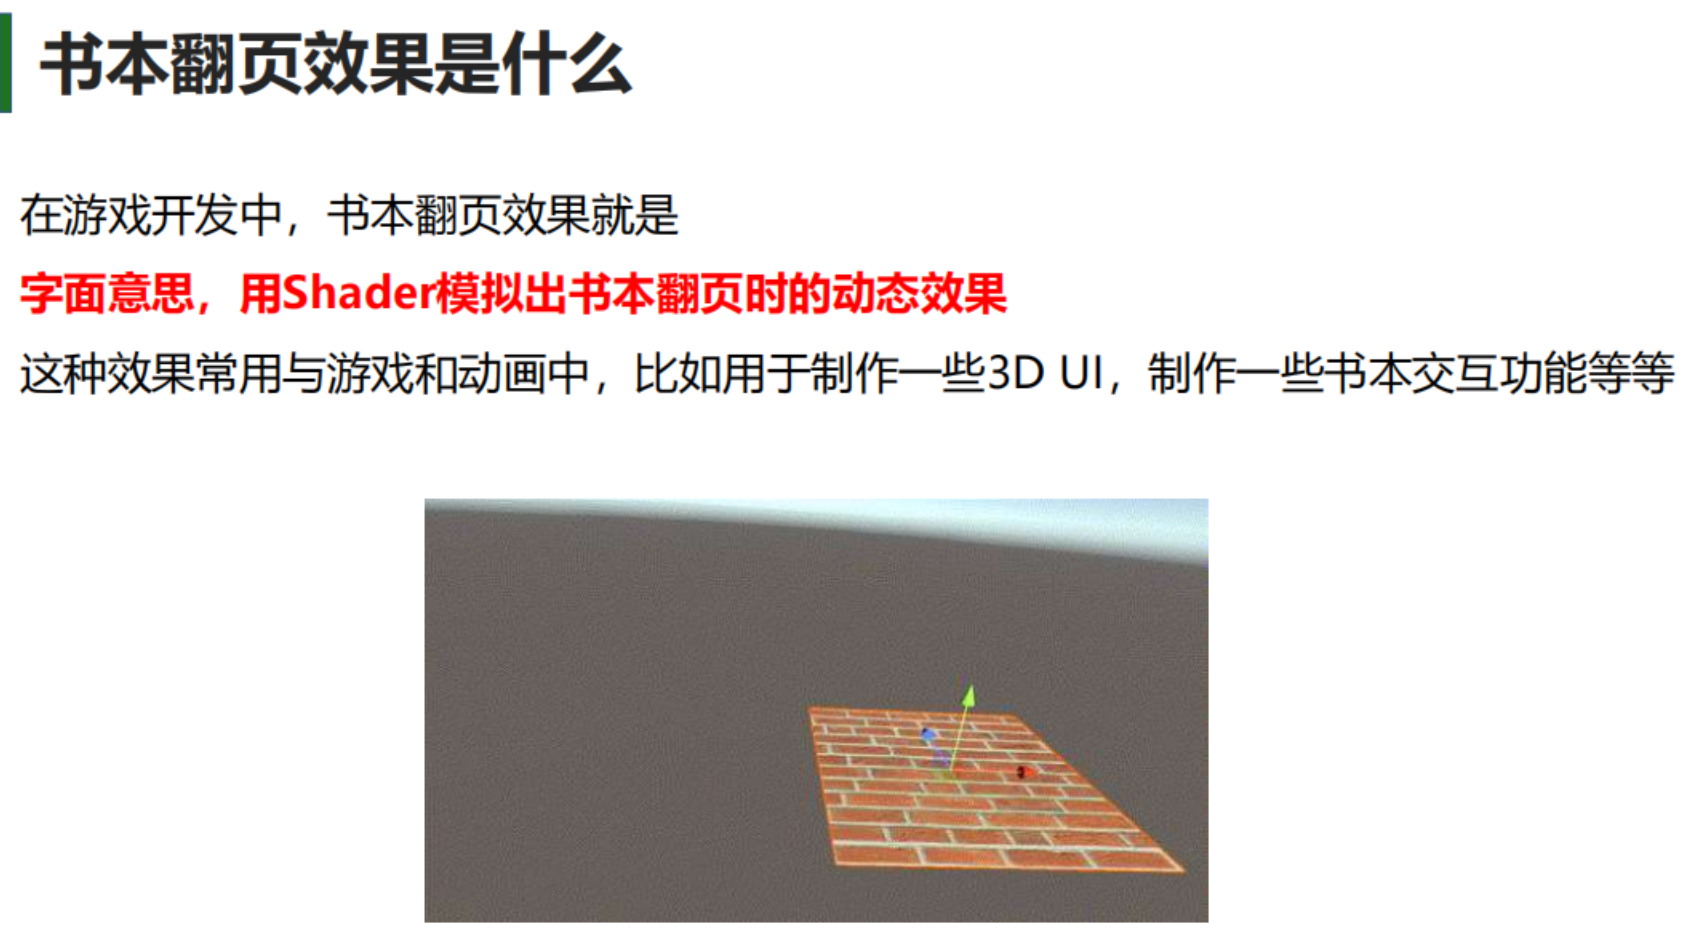 书本翻页效果是什么
在游戏开发中，书本翻页效果就是
字面意思，用Shader模拟出书本翻页时的动态效果
这种效果常用与游戏和动画中，比如用于制作一些3D UI，制作一些书本交互功能等等